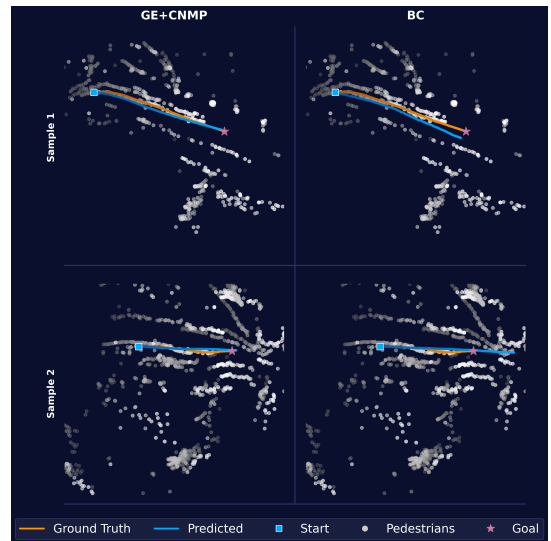 GE+CNMP BC
Sample 1
Sample 2
Ground Truth Predicted Start Pedestrians Goal